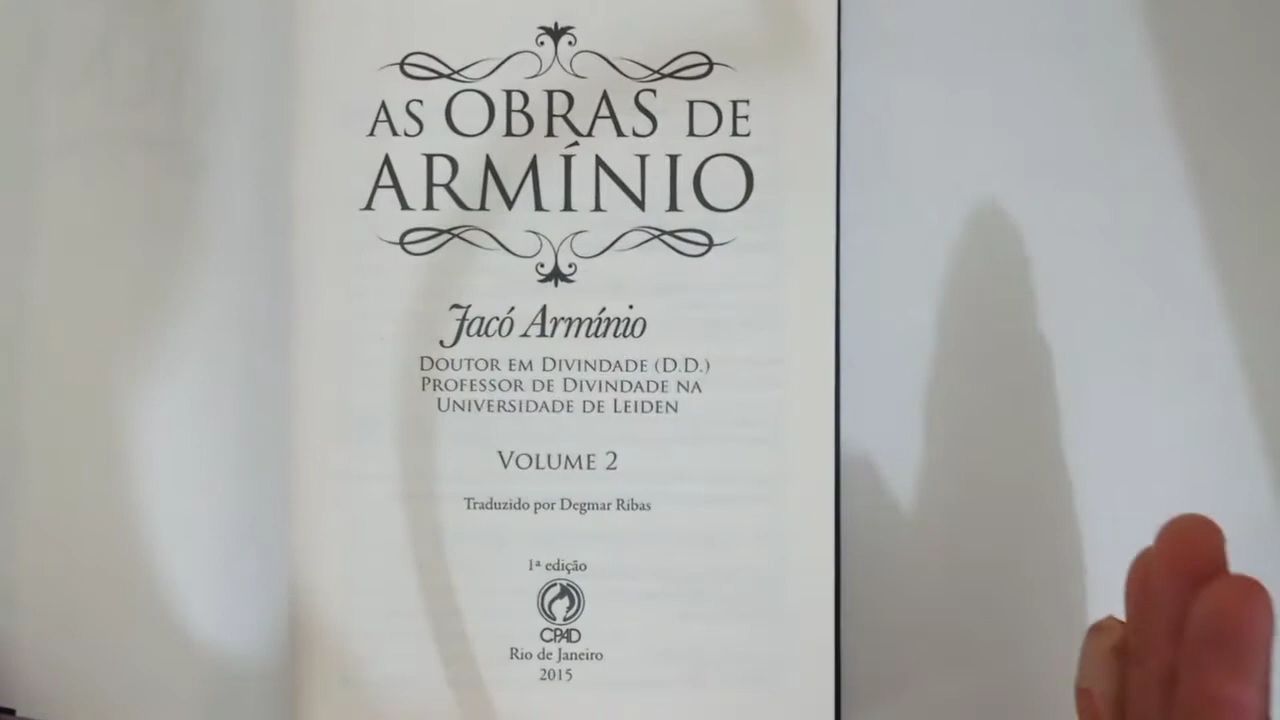 AS OBRAS DE
ARMÍNIO
Jacó Armínio
DOUTOR EM DIVINDADE (D.D.)
PROFESSOR DE DIVINDADE NA
UNIVERSIDADE DE LEIDEN
VOLUME 2
Traduzido por Degmar Ribas
1ª edição
CPAD
Rio de Janeiro
2015